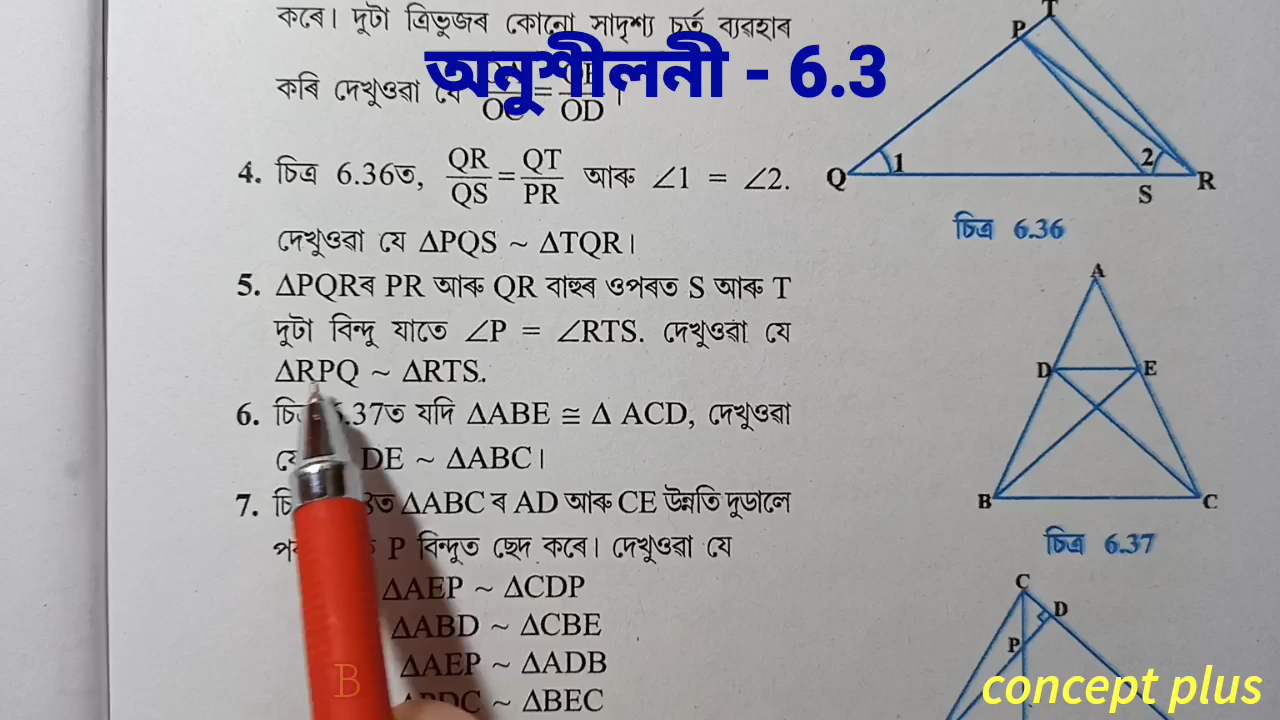 কৰে। দুটা ত্ৰিভুজৰ কোনো সাদৃশ্য চৰ্ত ব্যৱহাৰ
অনুশীলনী - 6.3
কৰি দেখুওৱা যে = OD ।
4. চিত্ৰ 6.36ত, QR/QS = QT/PR আৰু ∠1 = ∠2.
দেখুওৱা যে ΔPQS ~ ΔTQR।
5. ΔPQRৰ PR আৰু QR বাহুৰ ওপৰত S আৰু T
দুটা বিন্দু যাতে ∠P = ∠RTS. দেখুওৱা যে
ΔRPQ ~ ΔRTS.
6. 6.37ত যদি ΔABE ≅ Δ ACD, দেখুওৱা
DE ~ ΔABC।
7. ΔABC ৰ AD আৰু CE উন্নতি দুডালে
P বিন্দুত ছেদ কৰে। দেখুওৱা যে
ΔAEP ~ ΔCDP
ΔABD ~ ΔCBE
ΔAEP ~ ΔADB
ΔPDC ~ ΔBEC
T
P
1
2
Q
R
S
চিত্ৰ 6.36
A
D
E
B
C
চিত্ৰ 6.37
C
D
P
B
concept plus